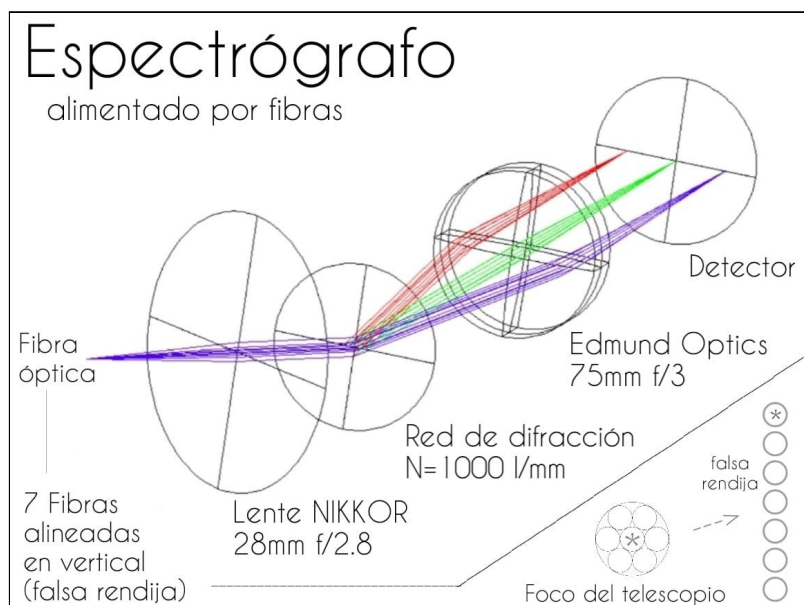 Espectrógrafo
alimentado por fibras
Detector
Edmund Optics
75mm f/3
Fibra
óptica
Red de difracción
N=1000 l/mm
Lente NIKKOR
28mm f/2.8
7 Fibras
alineadas
en vertical
(falsa rendija)
falsa
rendija
*
*
Foco del telescopio